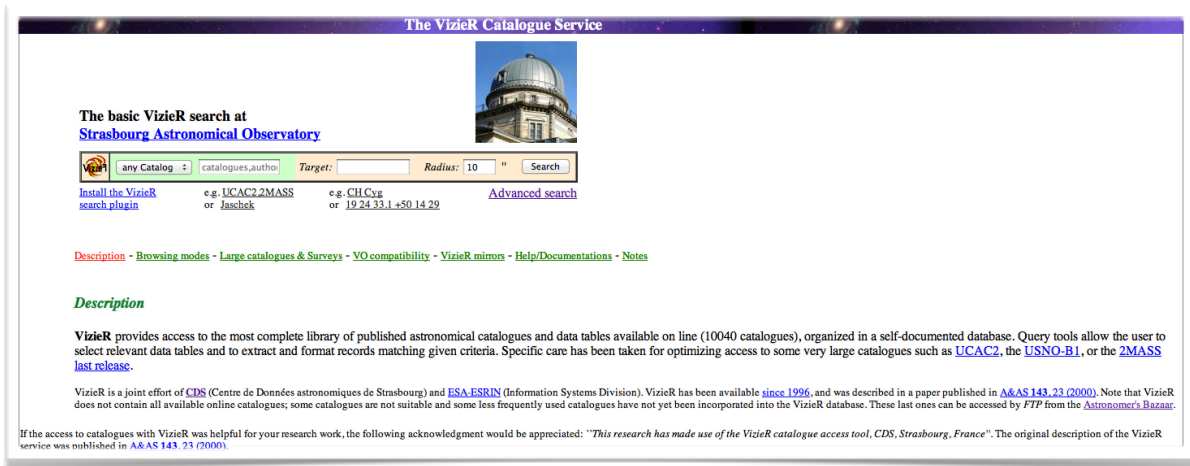 The VizieR Catalogue Service
The basic VizieR search at
Strasbourg Astronomical Observatory
VizieR any Catalog catalogues,autho Target: Radius: 10 " Search
Install the VizieR e.g. UCAC2,2MASS e.g. CH Cyg Advanced search
search plugin or Jaschek or 19 24 33.1 +50 14 29
Description - Browsing modes - Large catalogues & Surveys - VO compatibility - VizieR mirrors - Help/Documentations - Notes
Description
VizieR provides access to the most complete library of published astronomical catalogues and data tables available on line (10040 catalogues), organized in a self-documented database. Query tools allow the user to
select relevant data tables and to extract and format records matching given criteria. Specific care has been taken for optimizing access to some very large catalogues such as UCAC2, the USNO-B1, or the 2MASS
last release.
VizieR is a joint effort of CDS (Centre de Données astronomiques de Strasbourg) and ESA-ESRIN (Information Systems Division). VizieR has been available since 1996, and was described in a paper published in A&AS 143, 23 (2000). Note that VizieR
does not contain all available online catalogues; some catalogues are not suitable and some less frequently used catalogues have not yet been incorporated into the VizieR database. These last ones can be accessed by FTP from the Astronomer's Bazaar.
If the access to catalogues with VizieR was helpful for your research work, the following acknowledgment would be appreciated: ``This research has made use of the VizieR catalogue access tool, CDS, Strasbourg, France''. The original description of the VizieR
service was published in A&AS 143, 23 (2000).